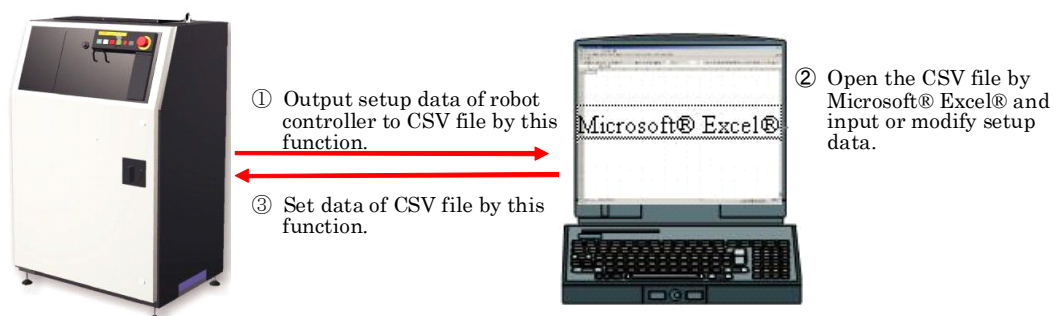 ① Output setup data of robot
controller to CSV file by this
function.
Microsoft® Excel®
② Open the CSV file by
Microsoft® Excel® and
input or modify setup
data.
③ Set data of CSV file by this
function.